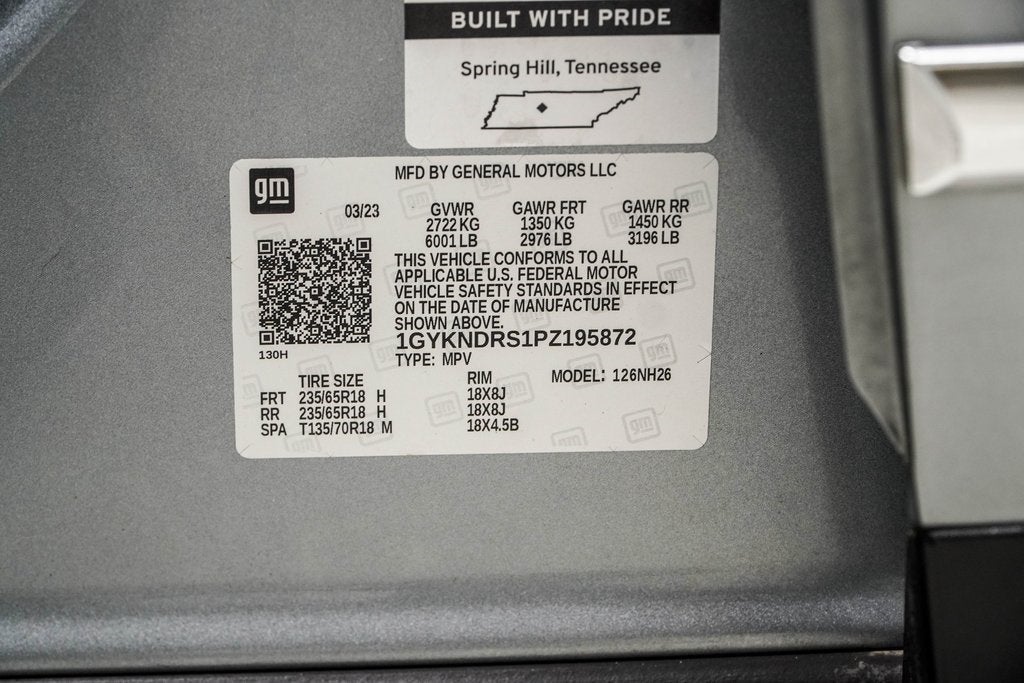 BUILT WITH PRIDE
Spring Hill, Tennessee
gm
MFD BY GENERAL MOTORS LLC
03/23 GVWR GAWR FRT GAWR RR
2722 KG 1350 KG 1450 KG
6001 LB 2976 LB 3196 LB
THIS VEHICLE CONFORMS TO ALL
APPLICABLE U.S. FEDERAL MOTOR
VEHICLE SAFETY STANDARDS IN EFFECT
ON THE DATE OF MANUFACTURE
SHOWN ABOVE.
1GYKNDRS1PZ195872
130H
TYPE: MPV
TIRE SIZE RIM MODEL: 126NH26
FRT 235/65R18 H 18X8J
RR 235/65R18 H 18X8J
SPA T135/70R18 M 18X4.5B